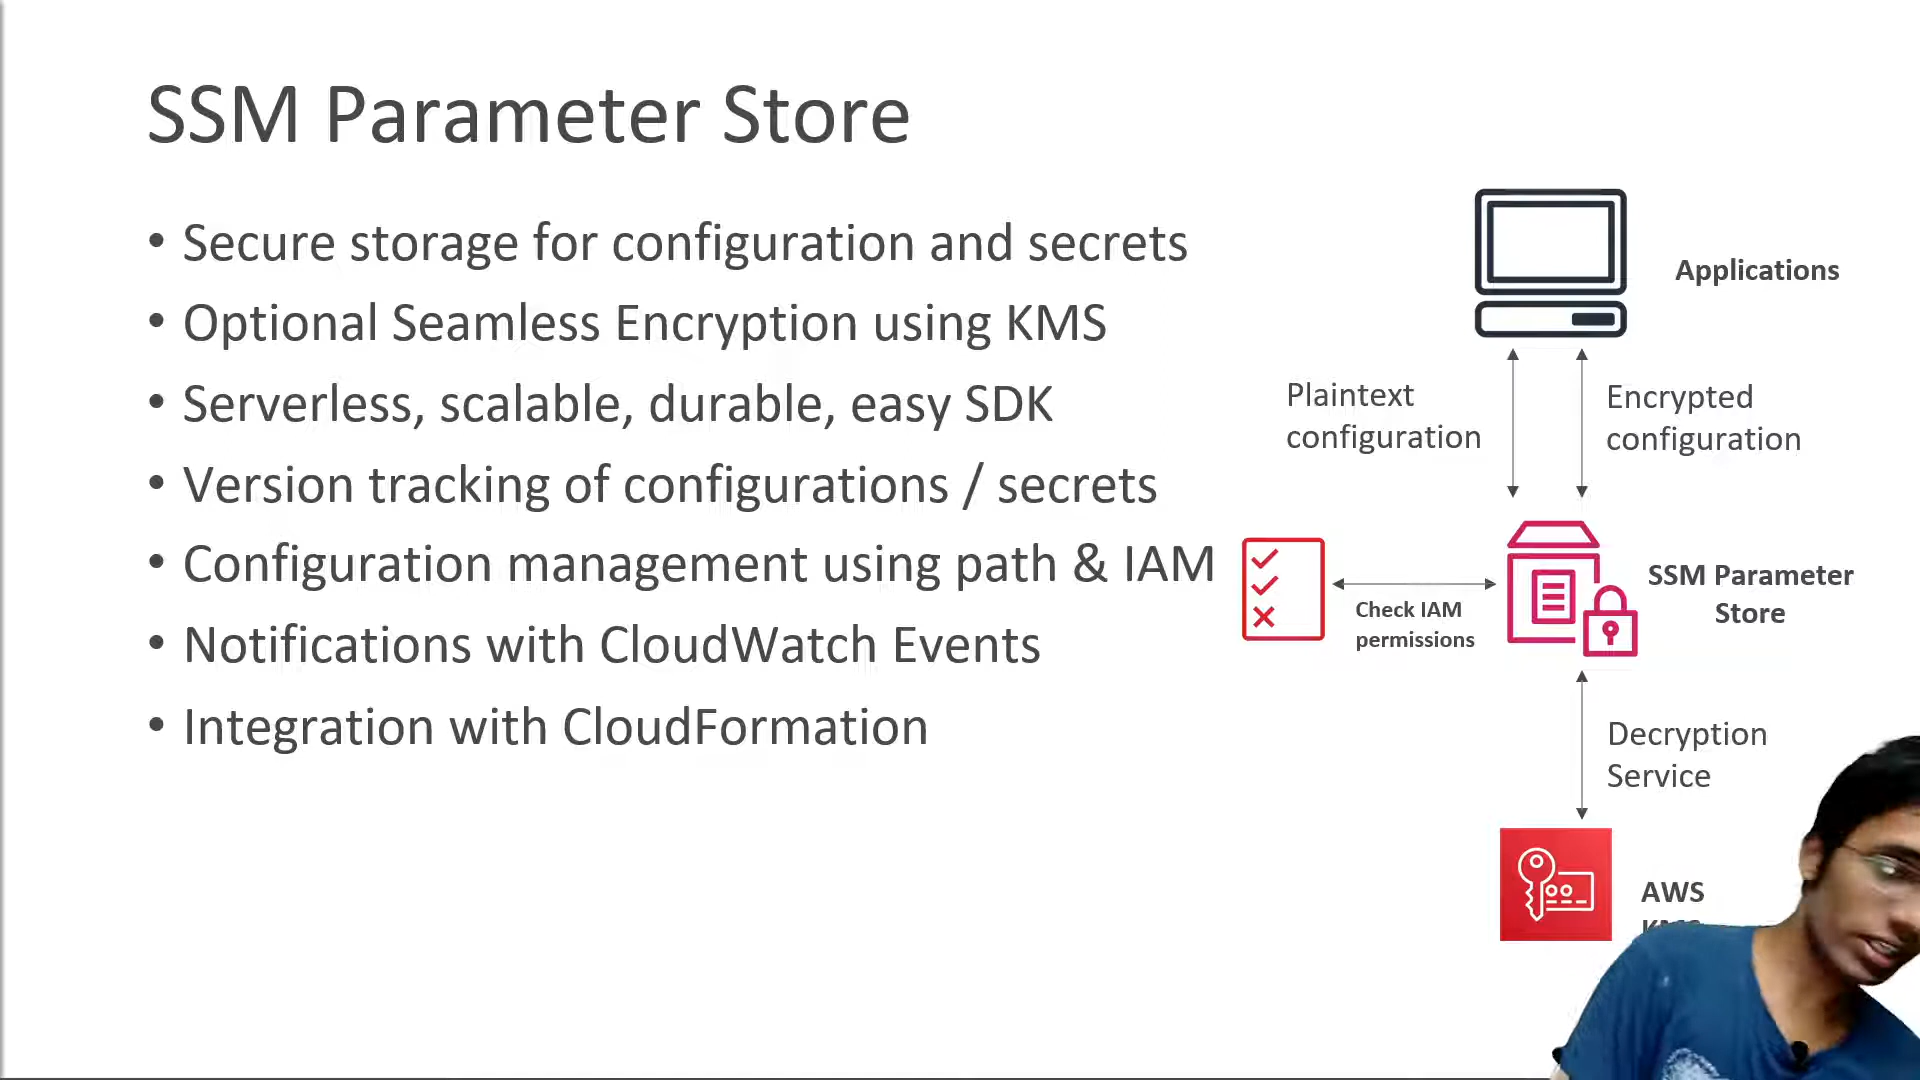 SSM Parameter Store
• Secure storage for configuration and secrets
• Optional Seamless Encryption using KMS
• Serverless, scalable, durable, easy SDK
• Version tracking of configurations / secrets
• Configuration management using path & IAM
• Notifications with CloudWatch Events
• Integration with CloudFormation
Applications
Plaintext
configuration
Encrypted
configuration
Check IAM
permissions
SSM Parameter
Store
Decryption
Service
AWS